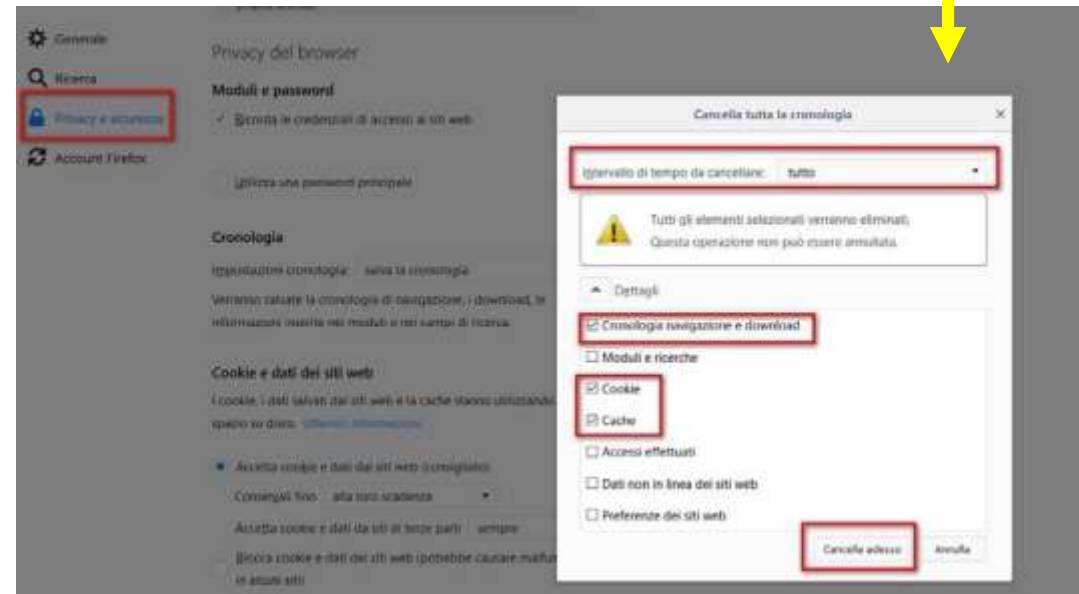 Generale
Ricerca
Privacy e sicurezza
Account Firefox
Privacy del browser
Moduli e password
Ricorda le credenziali di accesso ai siti web
Utilizza una password principale
Cronologia
Impostazioni cronologia: salva la cronologia
Verranno salvate la cronologia di navigazione, i download, le
informazioni inserite nei moduli e nei campi di ricerca.
Cookie e dati dei siti web
I cookie, i dati salvati dai siti web e la cache stanno utilizzando
spazio su disco. Ulteriori informazioni
Accetta cookie e dati dai siti web (consigliato)
Conservali fino alla loro scadenza
Accetta cookie e dati da siti di terze parti sempre
Blocca cookie e dati dei siti web (potrebbe causare malfun
in alcuni siti)
Cancella tutta la cronologia
Intervallo di tempo da cancellare: tutto
Tutti gli elementi selezionati verranno eliminati.
Questa operazione non può essere annullata.
Dettagli
Cronologia navigazione e download
Moduli e ricerche
Cookie
Cache
Accessi effettuati
Dati non in linea dei siti web
Preferenze dei siti web
Cancella adesso Annulla